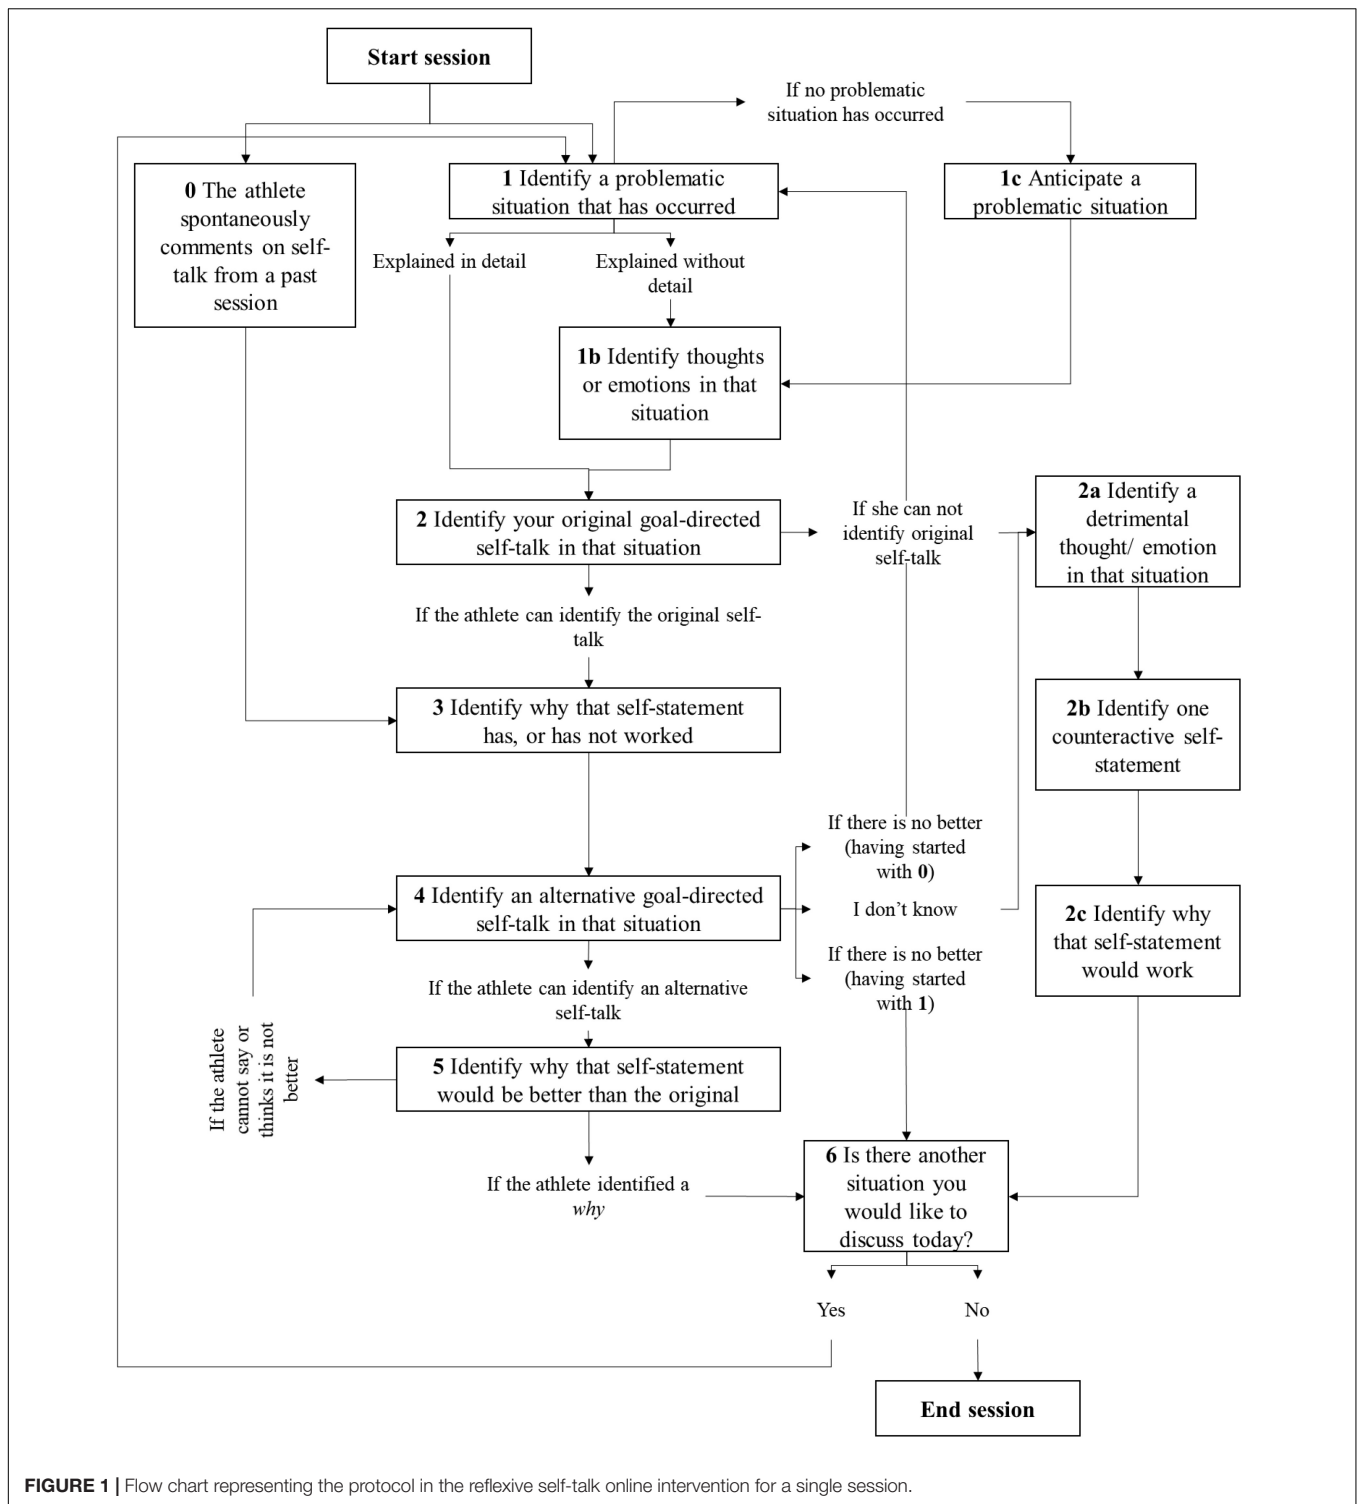 Start session
If no problematic
situation has occurred
0 The athlete
spontaneously
comments on self-
talk from a past
session
1 Identify a problematic
situation that has occurred
1c Anticipate a
problematic situation
Explained in detail
Explained without
detail
1b Identify thoughts
or emotions in that
situation
2 Identify your original goal-directed
self-talk in that situation
If she can not
identify original
self-talk
2a Identify a
detrimental
thought/ emotion
in that situation
If the athlete can identify the original self-
talk
3 Identify why that self-statement
has, or has not worked
2b Identify one
counteractive self-
statement
If there is no better
(having started
with 0)
4 Identify an alternative goal-directed
self-talk in that situation
I don't know
2c Identify why
that self-statement
would work
If there is no better
(having started
with 1)
If the athlete can identify an alternative
self-talk
If the athlete
cannot say or
thinks it is not
better
5 Identify why that self-statement
would be better than the original
If the athlete identified a
why
6 Is there another
situation you
would like to
discuss today?
Yes
No
End session
FIGURE 1 | Flow chart representing the protocol in the reflexive self-talk online intervention for a single session.